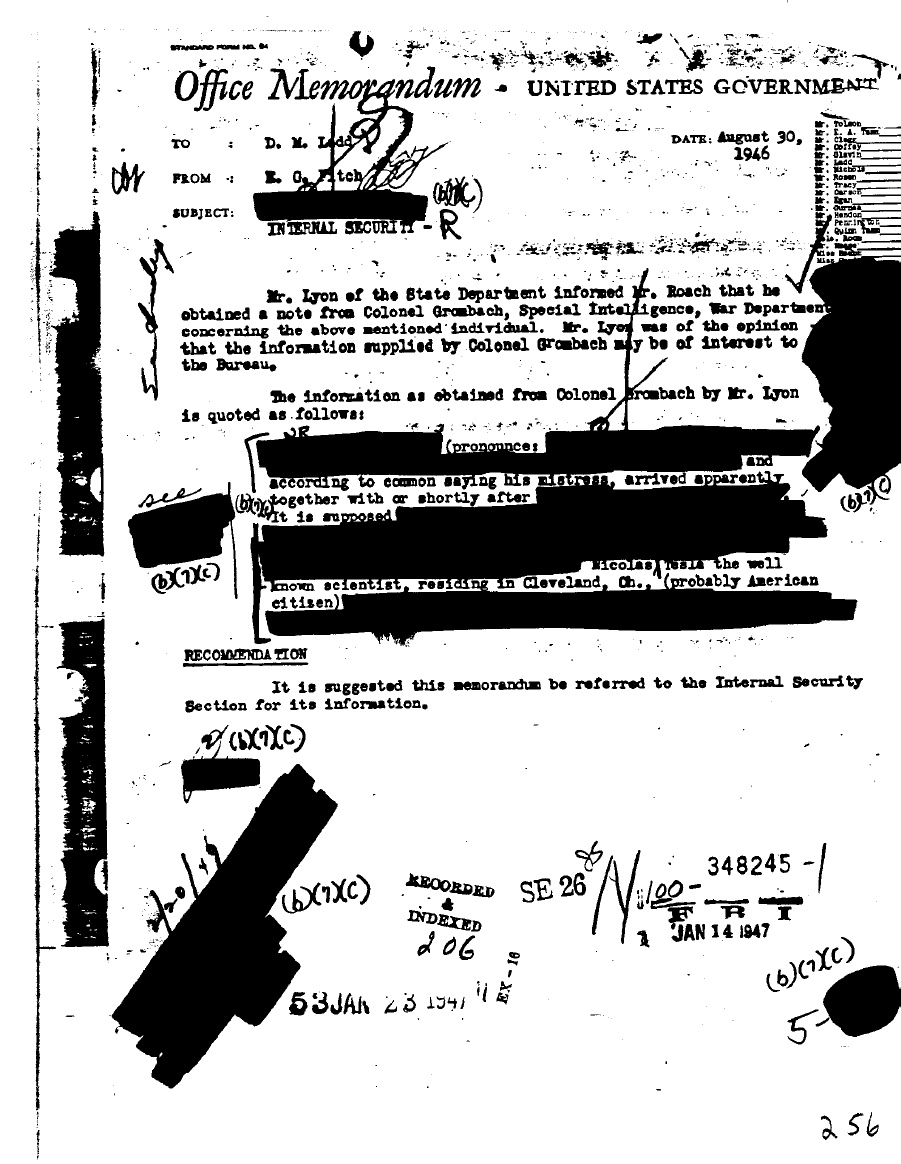 STANDARD FORM NO. 64
Office Memorandum • UNITED STATES GOVERNMENT
TO : D. M. Ladd
DATE: August 30,
1946
FROM : E. G. Fitch
SUBJECT:
(b)(7)(C)
INTERNAL SECURITY - R
Mr. Tolson
Mr. E. A. Tamm
Mr. Clegg
Mr. Coffey
Mr. Glavin
Mr. Ladd
Mr. Nichols
Mr. Rosen
Mr. Tracy
Mr. Carson
Mr. Egan
Mr. Gurnea
Mr. Hendon
Mr. Pennington
Mr. Quinn Tamm
Tele. Room
Mr. Nease
Miss
Miss
Mr. Lyon of the State Department informed Mr. Roach that he
obtained a note from Colonel Grombach, Special Intelligence, War Department
concerning the above mentioned individual. Mr. Lyon was of the opinion
that the information supplied by Colonel Grombach may be of interest to
the Bureau.
The information as obtained from Colonel Grombach by Mr. Lyon
is quoted as follows:
(pronounce:
and
according to common saying his mistress, arrived apparently
together with or shortly after
It is supposed
see
(b)(7)(C)
(b)(7)(C)
(b)(7)(C)
Nicolas Tesla the well
known scientist, residing in Cleveland, Oh., (probably American
citizen)
RECOMMENDATION
It is suggested this memorandum be referred to the Internal Security
Section for its information.
(b)(7)(C)
(b)(7)(C)
RECORDED
&
INDEXED
206
EX-16
SE 26
100-348245-1
F B I
JAN 14 1947
53 JAN 23 1947
(b)(7)(C)
5-
256